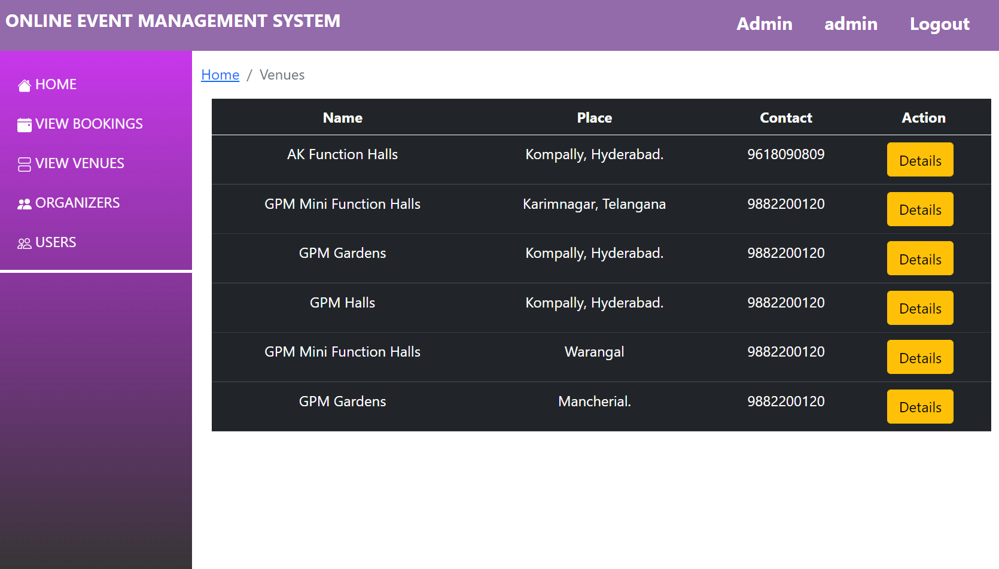 ONLINE EVENT MANAGEMENT SYSTEM
Admin admin Logout
HOME
VIEW BOOKINGS
VIEW VENUES
ORGANIZERS
USERS
Home / Venues
Name Place Contact Action
AK Function Halls Kompally, Hyderabad. 9618090809 Details
GPM Mini Function Halls Karimnagar, Telangana 9882200120 Details
GPM Gardens Kompally, Hyderabad. 9882200120 Details
GPM Halls Kompally, Hyderabad. 9882200120 Details
GPM Mini Function Halls Warangal 9882200120 Details
GPM Gardens Mancherial. 9882200120 Details